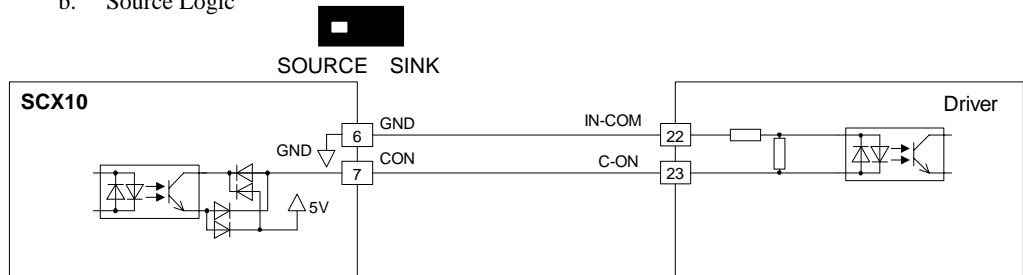 b. Source Logic
SOURCE SINK
SCX10
Driver
6 GND IN-COM 22
GND
7 CON C-ON 23
5V